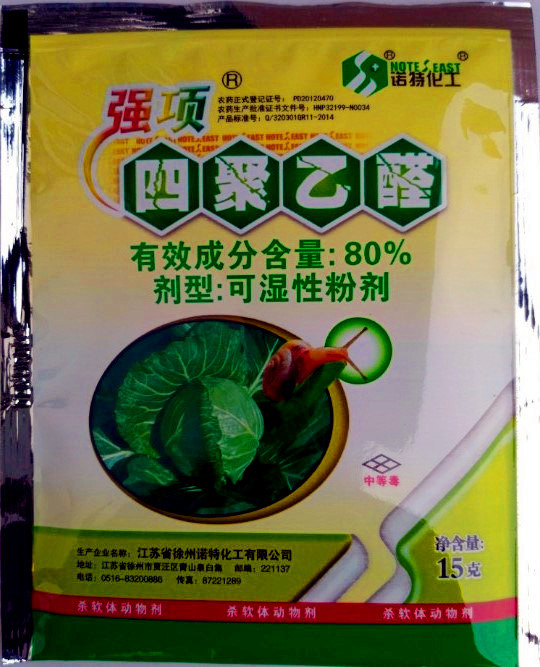 NOTE EAST
®
®
诺特化工
强项
®
农药正式登记证号: PD20120470
农药生产批准证书文件号: HNP32199-N0034
产品标准号: Q/320301GR11-2014
四聚乙醛
有效成分含量: 80%
剂型: 可湿性粉剂
中等毒
净含量:
15克
生产企业名称: 江苏省徐州诺特化工有限公司
地址: 江苏省徐州市贾汪区青山泉白集 邮编: 221137
电话: 0516-83200886 传真: 87221289
杀软体动物剂 杀软体动物剂 杀软体动物剂